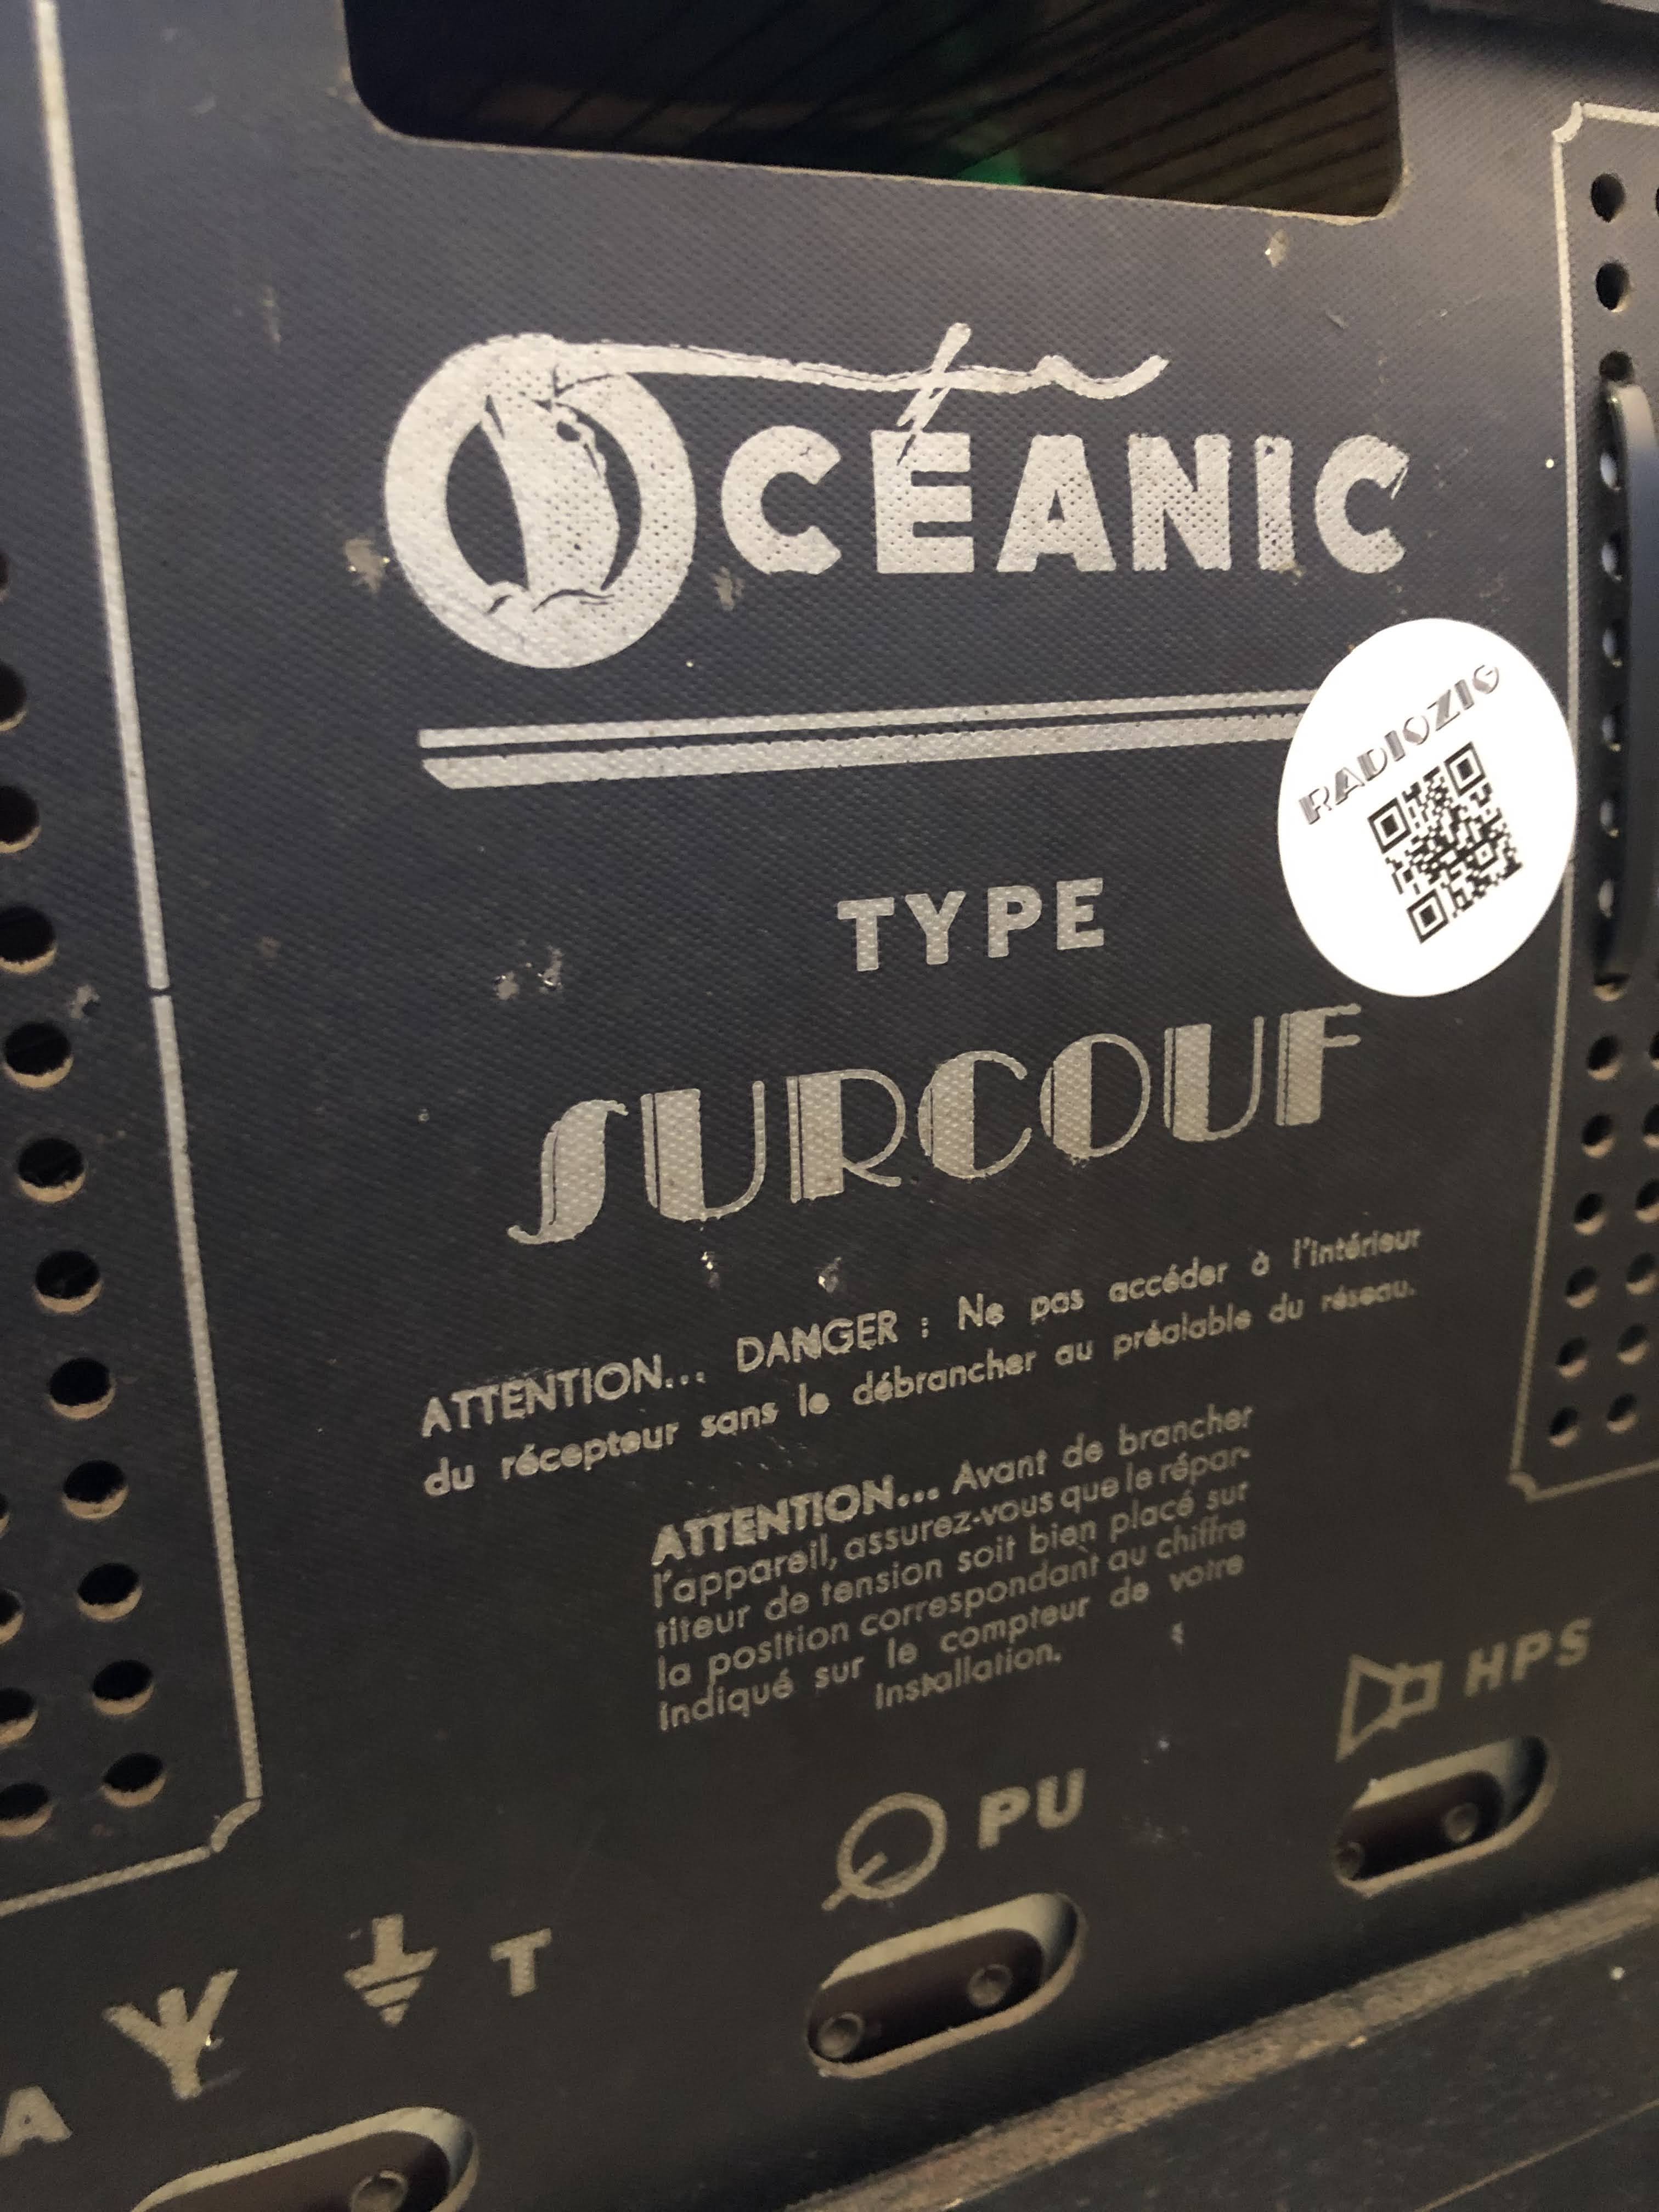 OCEANIC
RADIOZIG
TYPE
SURCOUF
ATTENTION... DANGER : Ne pas accéder à l'intérieur
du récepteur sans le débrancher au préalable du réseau.
ATTENTION... Avant de brancher
l'appareil, assurez-vous que le répar-
titeur de tension soit bien placé sur
la position correspondant au chiffre
indiqué sur le compteur de votre
installation.
HPS
PU
A T